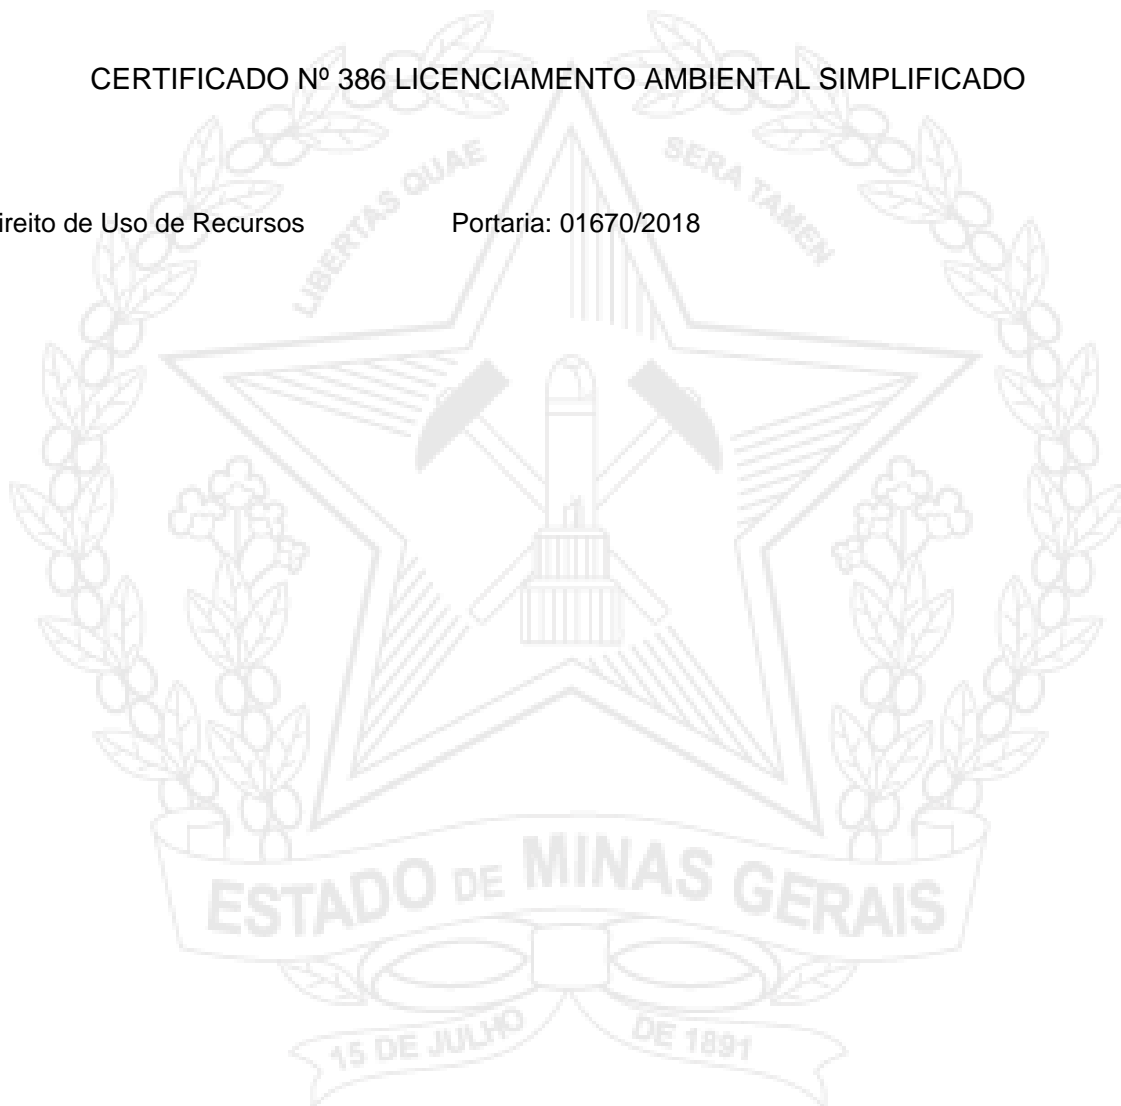 CERTIFICADO Nº 386 LICENCIAMENTO AMBIENTAL SIMPLIFICADO
LIBERTAS QUAE SERA TAMEN
ireito de Uso de Recursos Portaria: 01670/2018
ESTADO DE MINAS GERAIS
15 DE JULHO DE 1891